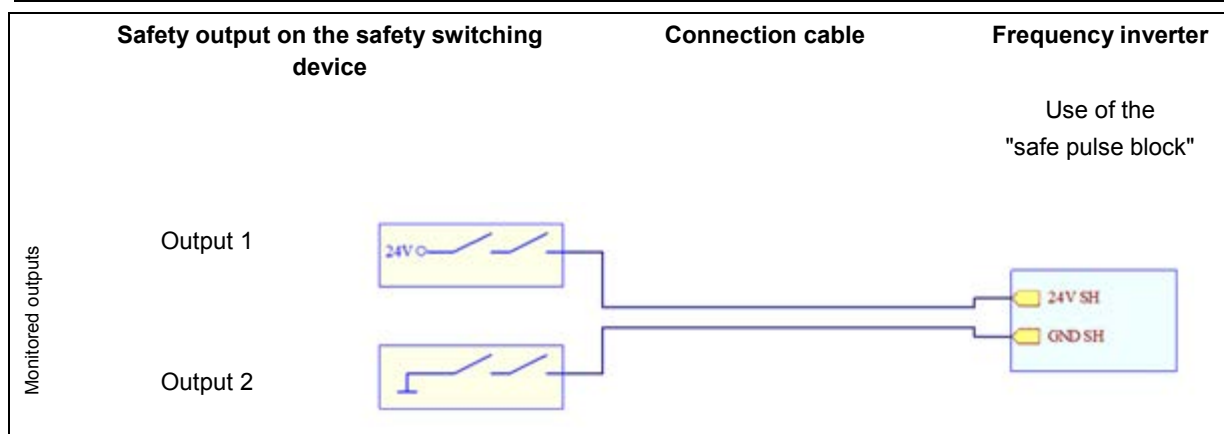 Safety output on the safety switching
device
Connection cable
Frequency inverter
Use of the
"safe pulse block"
Monitored outputs
Output 1
24V
24V SH
GND SH
Output 2